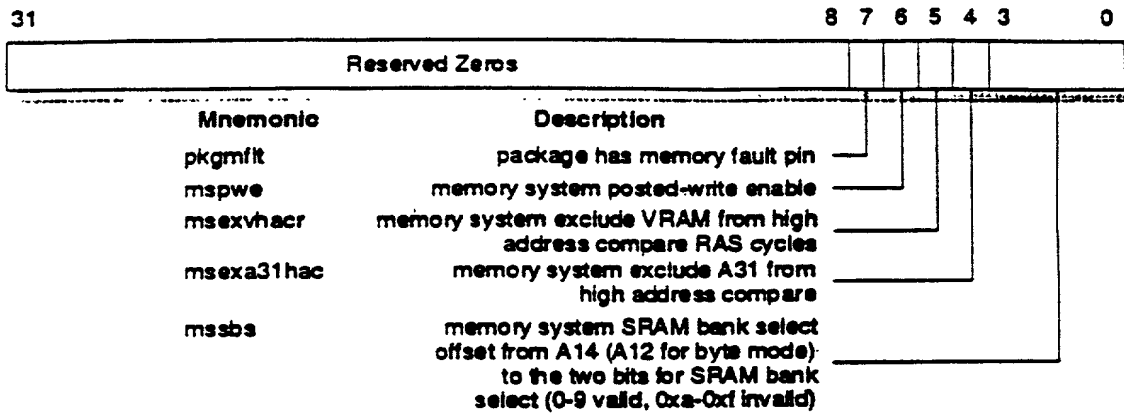 31 8 7 6 5 4 3 0
Reserved Zeros
Mnemonic Description
pkgmflt package has memory fault pin
mspwe memory system posted-write enable
msexvhacr memory system exclude VRAM from high
address compare RAS cycles
msexa31hac memory system exclude A31 from
high address compare
mssbs memory system SRAM bank select
offset from A14 (A12 for byte mode)
to the two bits for SRAM bank
select (0-9 valid, 0xa-0xf invalid)